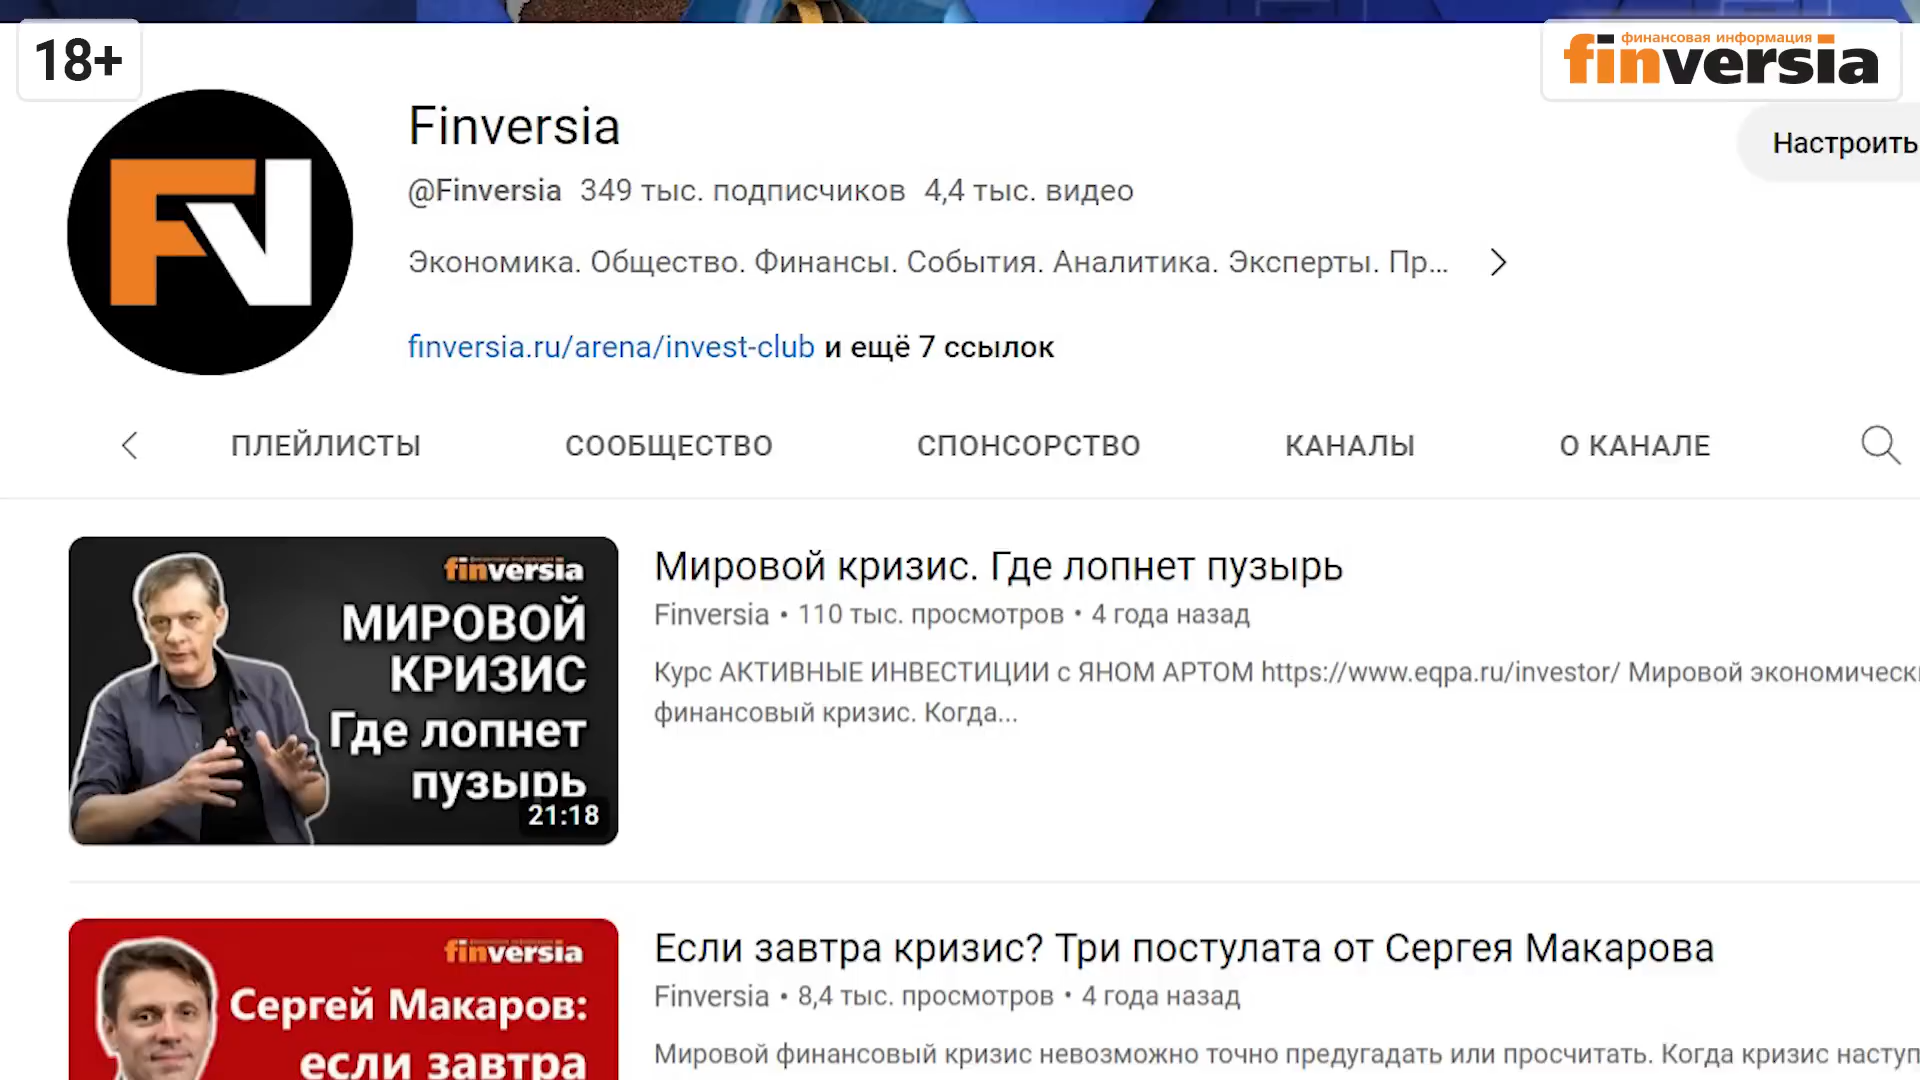 18+
финансовая информация
finversia
Finversia
Настроить
@Finversia 349 тыс. подписчиков 4,4 тыс. видео
Экономика. Общество. Финансы. События. Аналитика. Эксперты. Пр...
finversia.ru/arena/invest-club и ещё 7 ссылок
ПЛЕЙЛИСТЫ СООБЩЕСТВО СПОНСОРСТВО КАНАЛЫ О КАНАЛЕ
finversia
МИРОВОЙ
КРИЗИС
Где лопнет
пузырь
21:18
Мировой кризис. Где лопнет пузырь
Finversia • 110 тыс. просмотров • 4 года назад
Курс АКТИВНЫЕ ИНВЕСТИЦИИ с ЯНОМ АРТОМ https://www.eqpa.ru/investor/ Мировой экономическ
финансовый кризис. Когда...
finversia
Сергей Макаров:
если завтра
Если завтра кризис? Три постулата от Сергея Макарова
Finversia • 8,4 тыс. просмотров • 4 года назад
Мировой финансовый кризис невозможно точно предугадать или просчитать. Когда кризис наступ